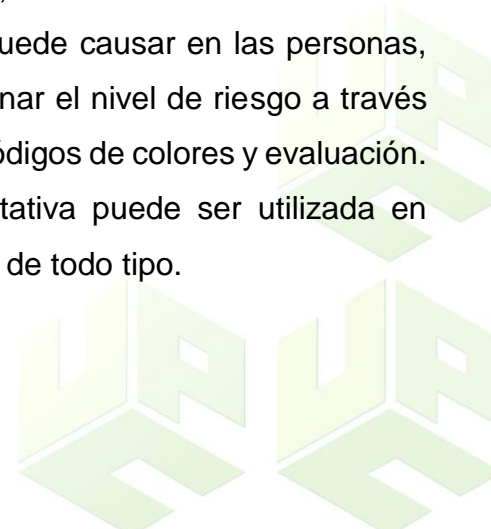 uede causar en las personas,
nar el nivel de riesgo a través
ódigos de colores y evaluación.
tativa puede ser utilizada en
de todo tipo.